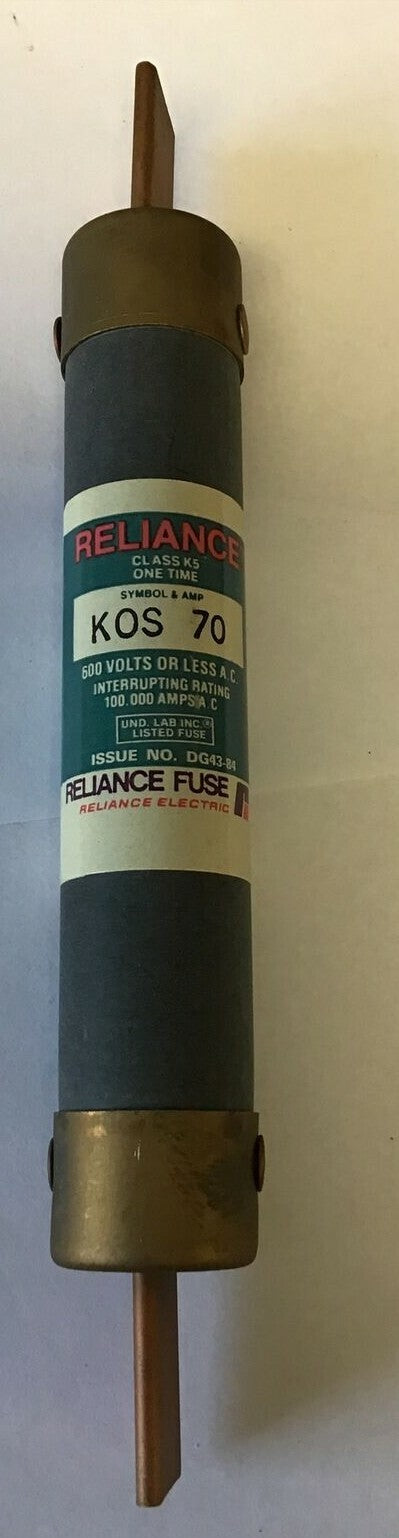 RELIANCE
CLASS K5
ONE TIME
SYMBOL & AMP
KOS 70
600 VOLTS OR LESS A.C.
INTERRUPTING RATING
100.000 AMPS A C
UND. LAB INC.®
LISTED FUSE
ISSUE NO. DG43-84
RELIANCE FUSE
RELIANCE ELECTRIC